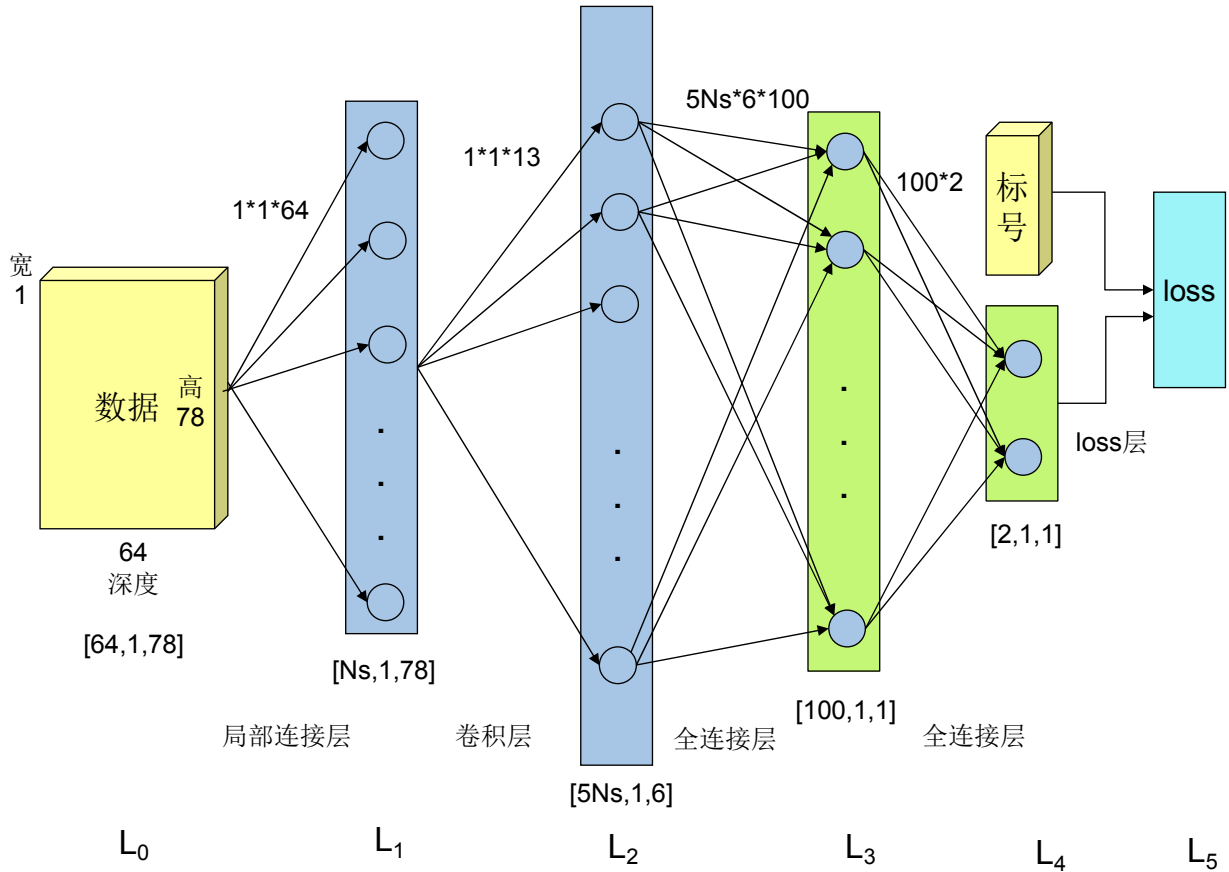 5Ns*6*100
1*1*13
100*2
标号
1*1*64
宽
1
loss
数据
高
78
loss层
64
深度
[2,1,1]
[64,1,78]
[Ns,1,78]
[100,1,1]
局部连接层
卷积层
全连接层
全连接层
[5Ns,1,6]
L₀
L₁
L₂
L₃
L₄
L₅